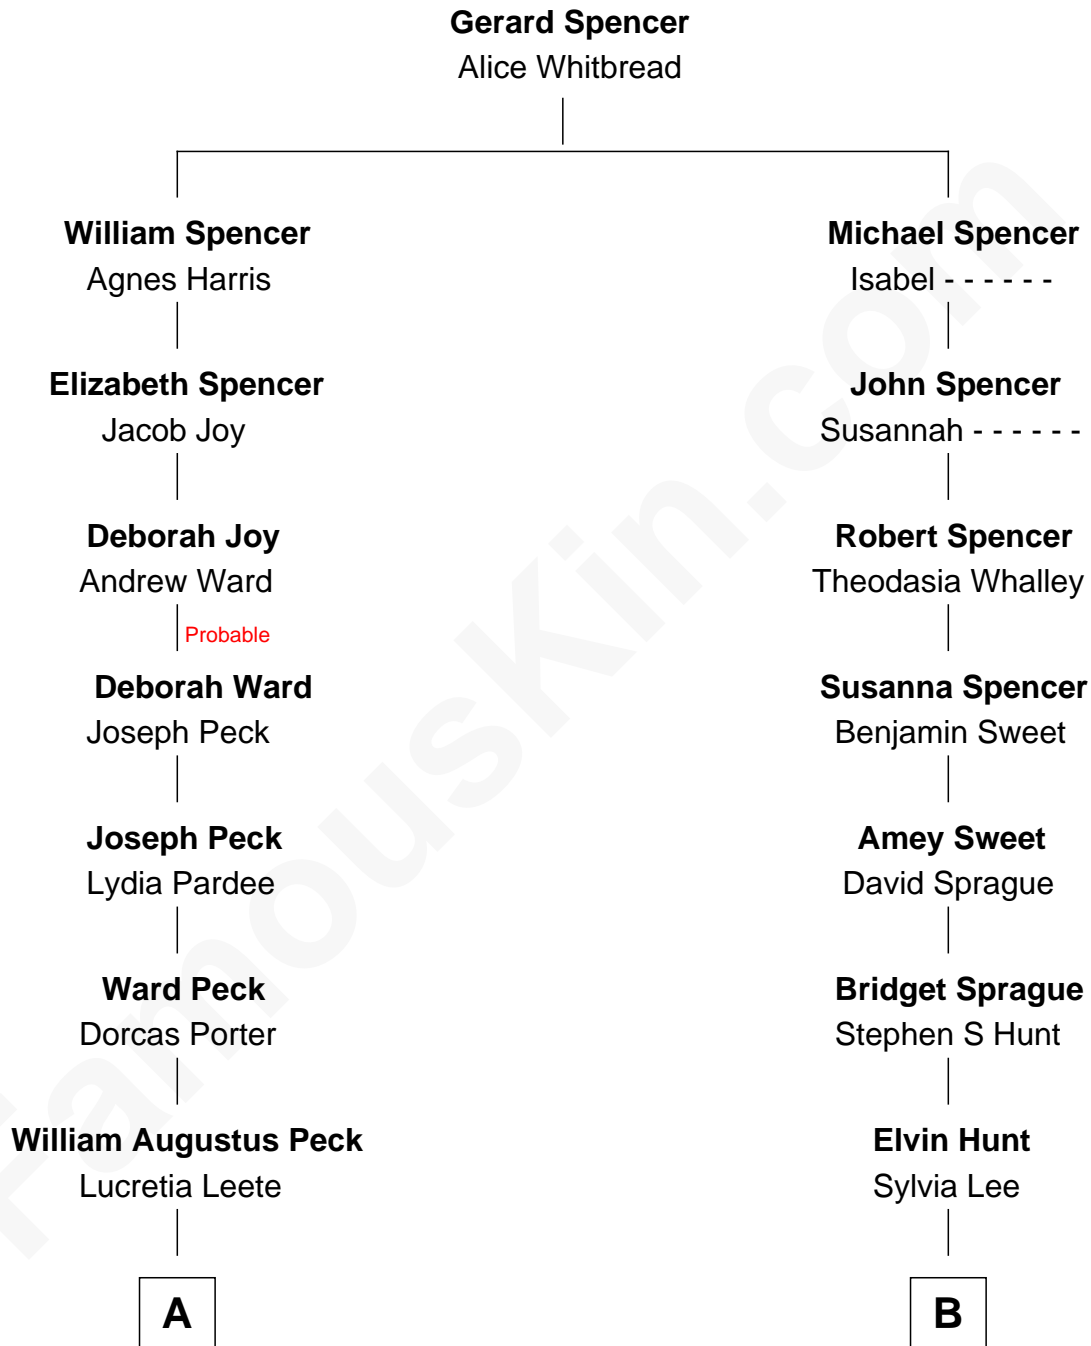 Gerard Spencer
Alice Whitbread
William Spencer
Agnes Harris
Elizabeth Spencer
Jacob Joy
Deborah Joy
Andrew Ward
Probable
Deborah Ward
Joseph Peck
Joseph Peck
Lydia Pardee
Ward Peck
Dorcas Porter
William Augustus Peck
Lucretia Leete
A
Michael Spencer
Isabel - - - - - -
John Spencer
Susannah - - - - - -
Robert Spencer
Theodasia Whalley
Susanna Spencer
Benjamin Sweet
Amey Sweet
David Sprague
Bridget Sprague
Stephen S Hunt
Elvin Hunt
Sylvia Lee
B
FamousKin.com